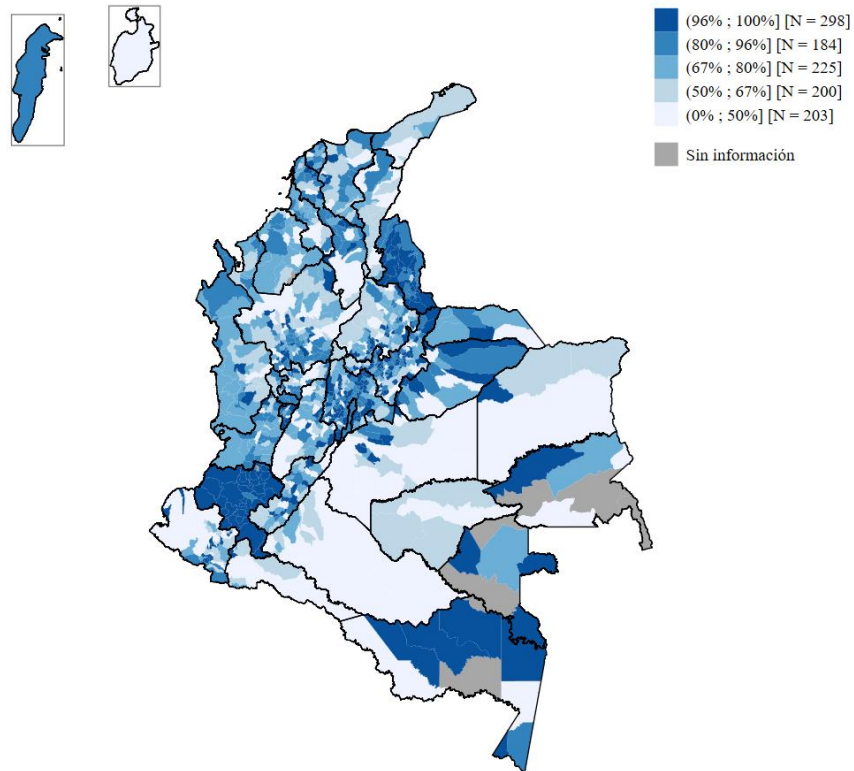 (96% ; 100%] [N = 298]
(80% ; 96%] [N = 184]
(67% ; 80%] [N = 225]
(50% ; 67%] [N = 200]
(0% ; 50%] [N = 203]
Sin información